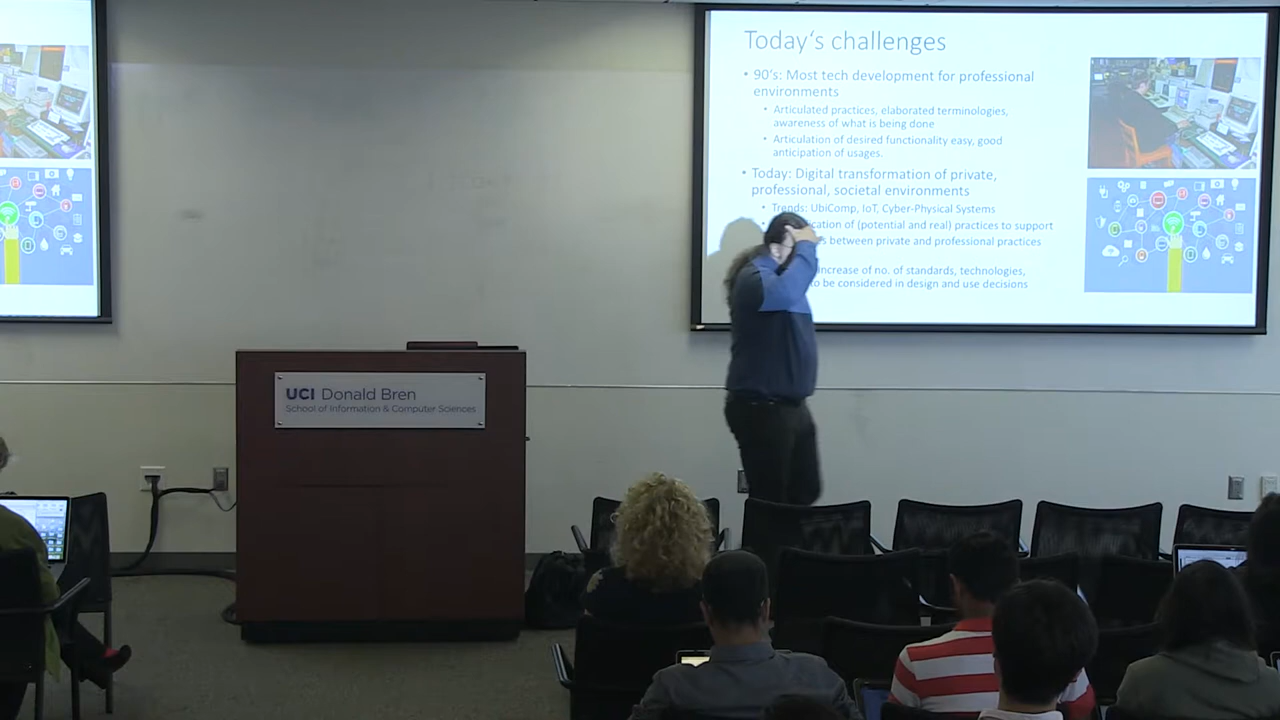 Today's challenges
• 90's: Most tech development for professional
environments
• Articulated practices, elaborated terminologies,
awareness of what is being done
• Articulation of desired functionality easy, good
anticipation of usages.
• Today: Digital transformation of private,
professional, societal environments
• Trends: UbiComp, IoT, Cyber-Physical Systems
of (potential and real) practices to support
between private and professional practices
increase of no. of standards, technologies,
be considered in design and use decisions
UCI Donald Bren
School of Information & Computer Sciences